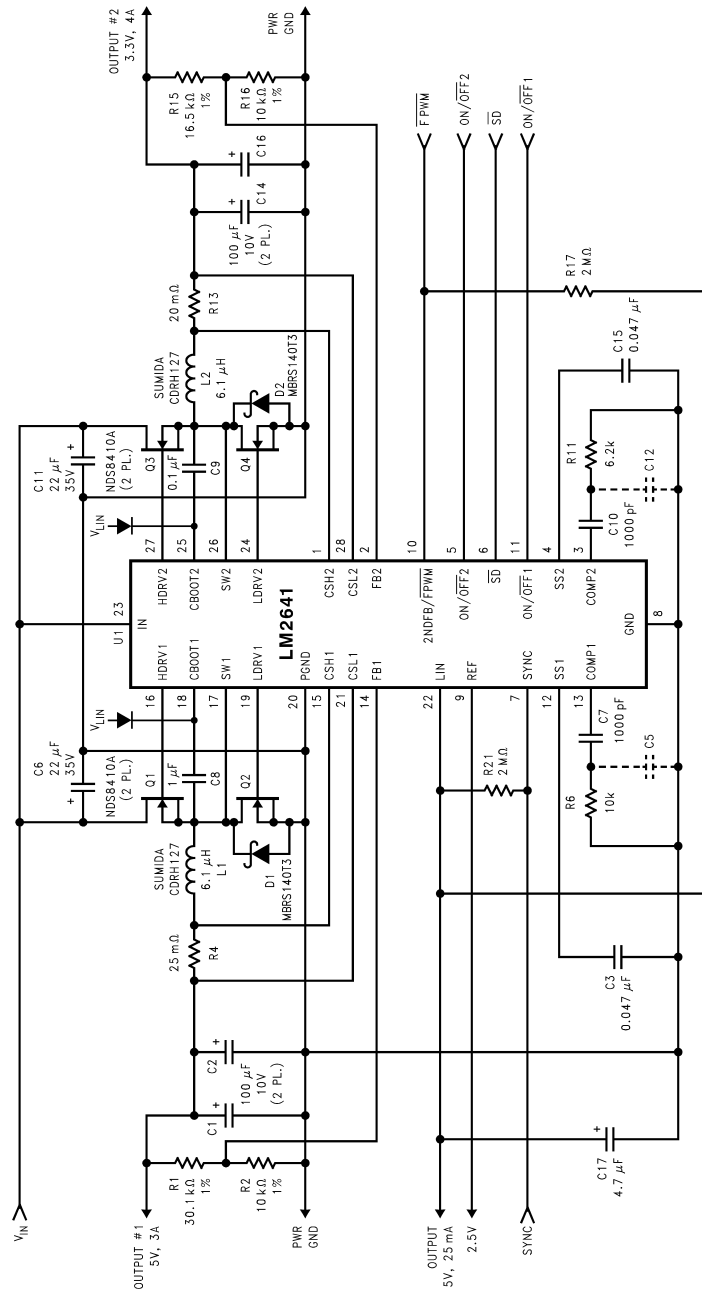 V_IN
OUTPUT #1
5V, 3A
R1
30.1 kΩ
1%
R2
10 kΩ
1%
PWR
GND
C1
C2
100 µF
10V
(2 PL.)
25 mΩ
R4
SUMIDA
CDRH127
6.1 µH
L1
D1
MBRS140T3
C6
22 µF
35V
+
NDS8410A
(2 PL.)
Q1
1 µF
C8
Q2
V_LIN
U1
23
IN
LM2641
16
HDRV1
18
CBOOT1
17
SW1
19
LDRV1
20
PGND
15
CSH1
21
CSL1
14
FB1
22
LIN
9
REF
7
SYNC
12
SS1
13
COMP1
GND
8
HDRV2
27
CBOOT2
25
SW2
26
LDRV2
24
CSH2
1
CSL2
28
FB2
2
2NDFB/FPWM
10
ON/OFF2
5
SD
6
ON/OFF1
11
SS2
4
COMP2
3
V_LIN
C11
22 µF
35V
+
NDS8410A
(2 PL.)
Q3
0.1 µF
C9
Q4
SUMIDA
CDRH127
L2
6.1 µH
D2
MBRS140T3
20 mΩ
R13
100 µF
10V
(2 PL.)
+
C14
+
C16
R15
16.5 kΩ
1%
R16
10 kΩ
1%
OUTPUT #2
3.3V, 4A
PWR
GND
FPWM
ON/OFF2
SD
ON/OFF1
R17
2 MΩ
C15
0.047 µF
R11
6.2k
C10
1000 pF
C12
OUTPUT
5V, 25 mA
2.5V
SYNC
R21
2 MΩ
C7
1000 pF
R6
10k
C5
C3
0.047 µF
C17
4.7 µF
+